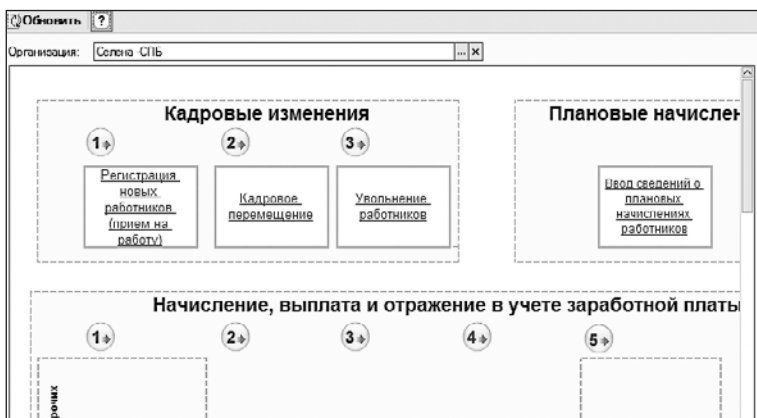 Обновить ?
Организация: Селена -СПБ ... ×
Кадровые изменения
1 2 3
Регистрация
новых
работников
(прием на
работу)
Кадровое
перемещение
Увольнение
работников
Плановые начислен
Ввод сведений о
плановых
начислениях
работников
Начисление, выплата и отражение в учете заработной платы
1 2 3 4 5
рочих